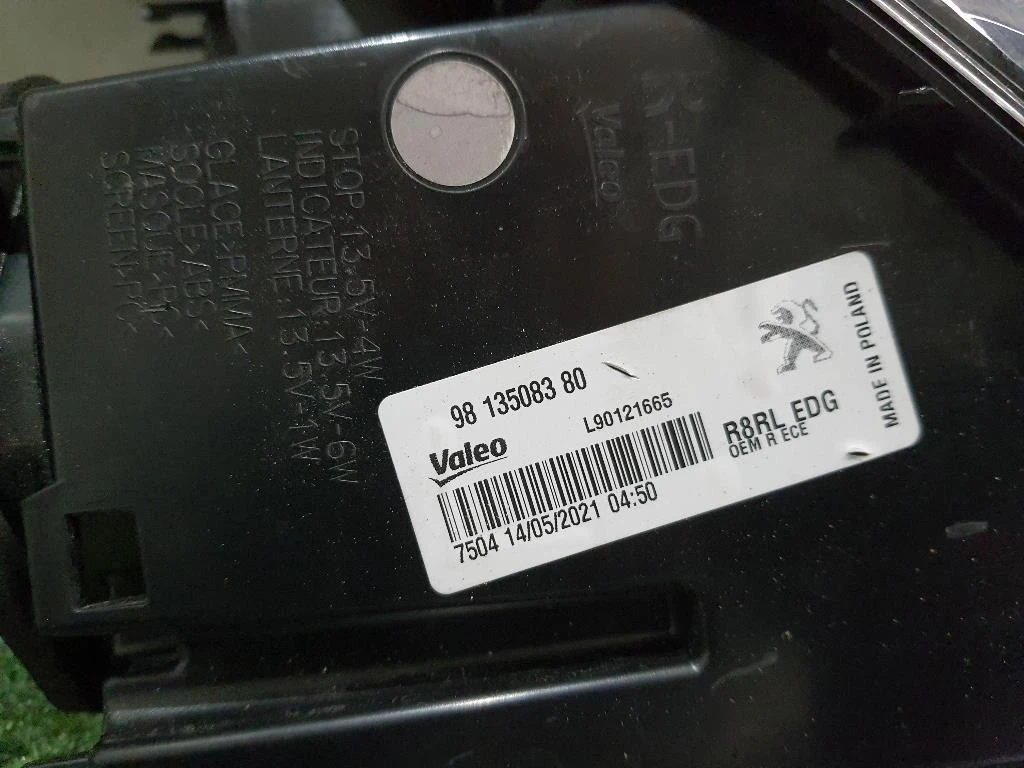 R-EDG
Valeo
STOP:13.5V-4W
INDICATEUR:13.5V-6W
LANTERNE:13.5V-1W
GLACE>PMMA<
SOCLE>ABS<
MASQUE>PC<
SCREEN>PC<
98 135083 80
Valeo
L90121665
7504 14/05/2021 04:50
R8RL EDG
OEM R ECE
MADE IN POLAND